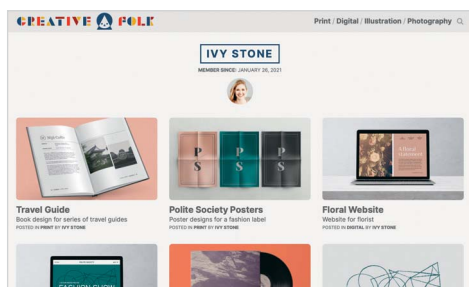 CREATIVE FOLK
Print / Digital / Illustration / Photography
IVY STONE
MEMBER SINCE: JANUARY 26, 2021
P P P
S S S
Travel Guide
Book design for series of travel guides
POSTED IN PRINT BY IVY STONE
Polite Society Posters
Poster designs for a fashion label
POSTED IN PRINT BY IVY STONE
Floral Website
Website for florist
POSTED IN DIGITAL BY IVY STONE
FASHION SHOW